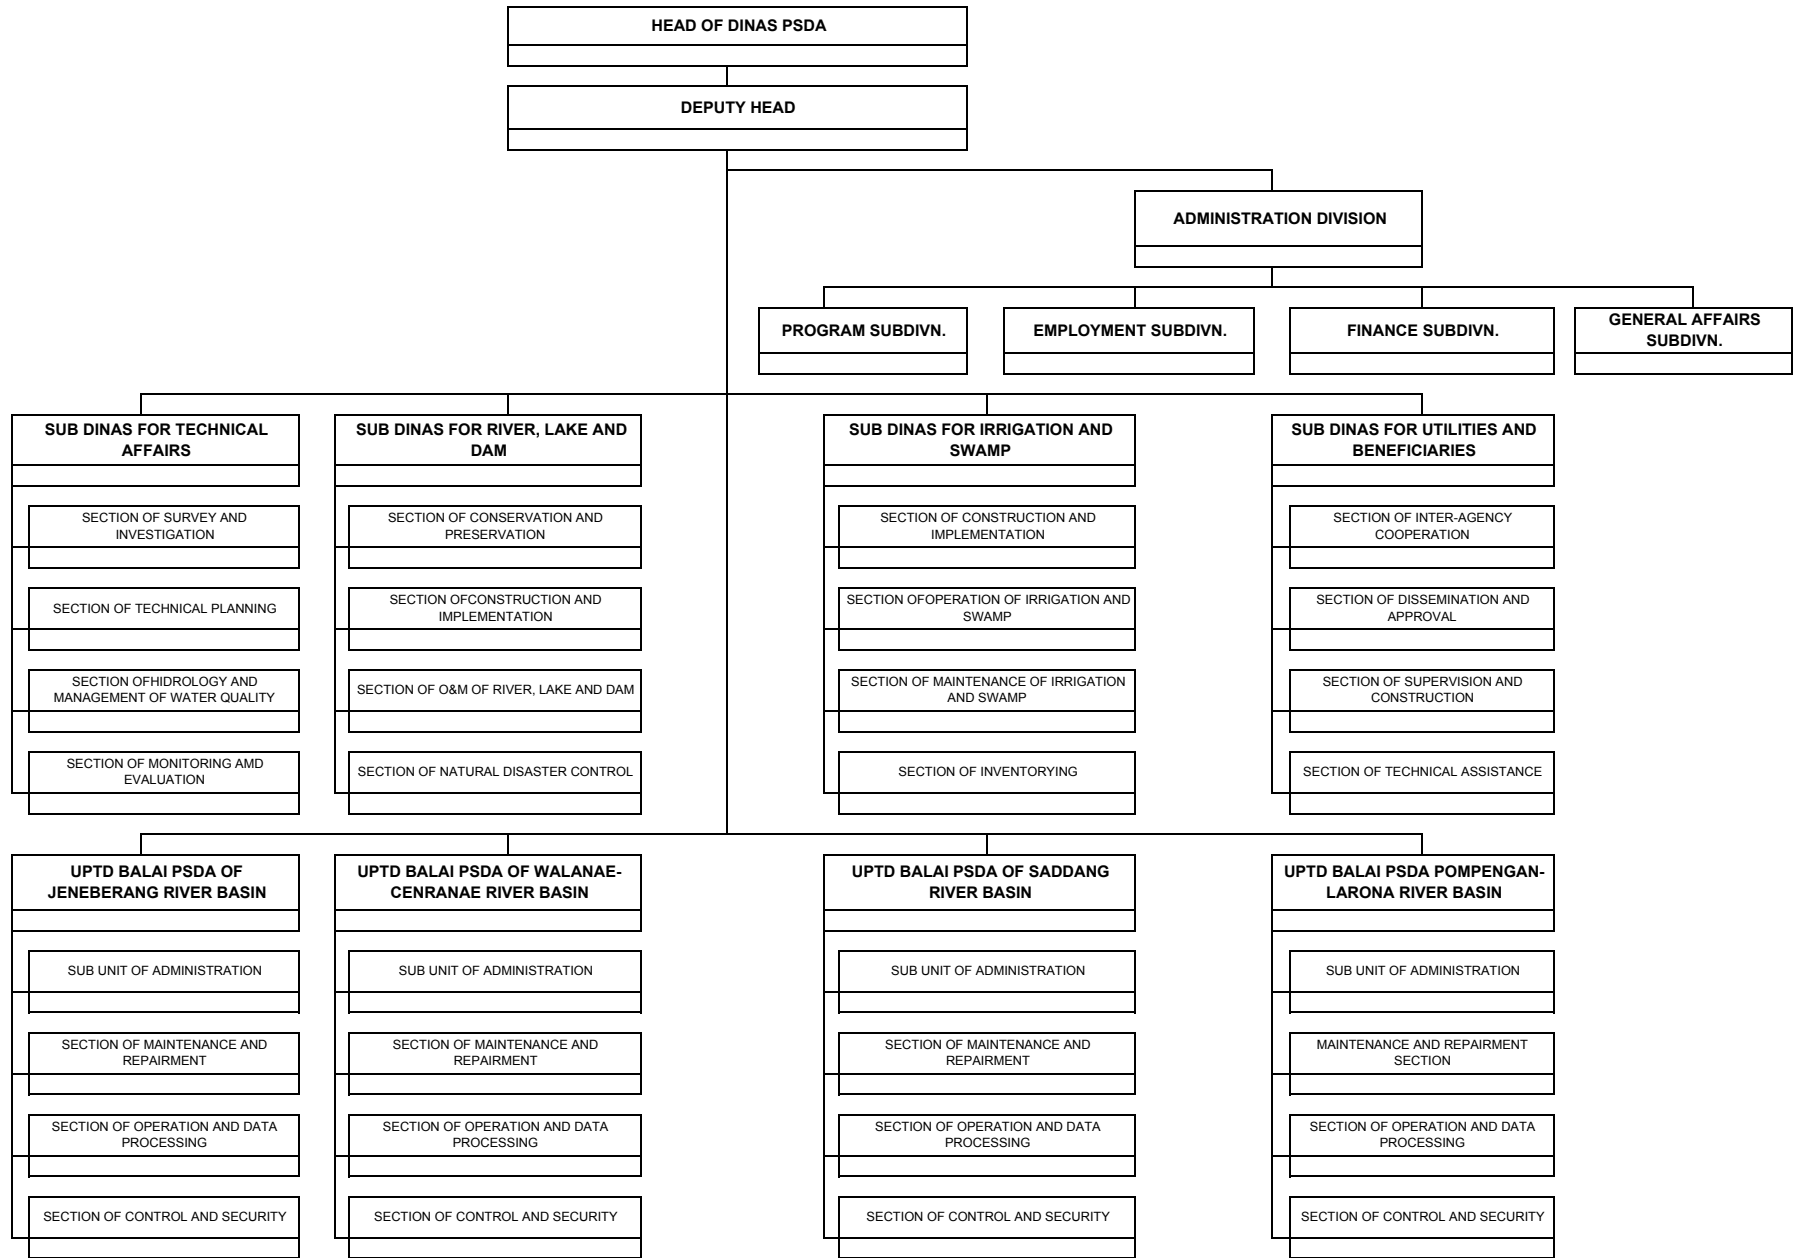 HEAD OF DINAS PSDA
DEPUTY HEAD
ADMINISTRATION DIVISION
PROGRAM SUBDIVN.
EMPLOYMENT SUBDIVN.
FINANCE SUBDIVN.
GENERAL AFFAIRS
SUBDIVN.
SUB DINAS FOR TECHNICAL
AFFAIRS
SUB DINAS FOR RIVER, LAKE AND
DAM
SUB DINAS FOR IRRIGATION AND
SWAMP
SUB DINAS FOR UTILITIES AND
BENEFICIARIES
SECTION OF SURVEY AND
INVESTIGATION
SECTION OF CONSERVATION AND
PRESERVATION
SECTION OF CONSTRUCTION AND
IMPLEMENTATION
SECTION OF INTER-AGENCY
COOPERATION
SECTION OF TECHNICAL PLANNING
SECTION OFCONSTRUCTION AND
IMPLEMENTATION
SECTION OFOPERATION OF IRRIGATION AND
SWAMP
SECTION OF DISSEMINATION AND
APPROVAL
SECTION OFHIDROLOGY AND
MANAGEMENT OF WATER QUALITY
SECTION OF O&M OF RIVER, LAKE AND DAM
SECTION OF MAINTENANCE OF IRRIGATION
AND SWAMP
SECTION OF SUPERVISION AND
CONSTRUCTION
SECTION OF MONITORING AMD
EVALUATION
SECTION OF NATURAL DISASTER CONTROL
SECTION OF INVENTORYING
SECTION OF TECHNICAL ASSISTANCE
UPTD BALAI PSDA OF
JENEBERANG RIVER BASIN
UPTD BALAI PSDA OF WALANAE-
CENRANAE RIVER BASIN
UPTD BALAI PSDA OF SADDANG
RIVER BASIN
UPTD BALAI PSDA POMPENGAN-
LARONA RIVER BASIN
SUB UNIT OF ADMINISTRATION
SUB UNIT OF ADMINISTRATION
SUB UNIT OF ADMINISTRATION
SUB UNIT OF ADMINISTRATION
SECTION OF MAINTENANCE AND
REPAIRMENT
SECTION OF MAINTENANCE AND
REPAIRMENT
SECTION OF MAINTENANCE AND
REPAIRMENT
MAINTENANCE AND REPAIRMENT
SECTION
SECTION OF OPERATION AND DATA
PROCESSING
SECTION OF OPERATION AND DATA
PROCESSING
SECTION OF OPERATION AND DATA
PROCESSING
SECTION OF OPERATION AND DATA
PROCESSING
SECTION OF CONTROL AND SECURITY
SECTION OF CONTROL AND SECURITY
SECTION OF CONTROL AND SECURITY
SECTION OF CONTROL AND SECURITY